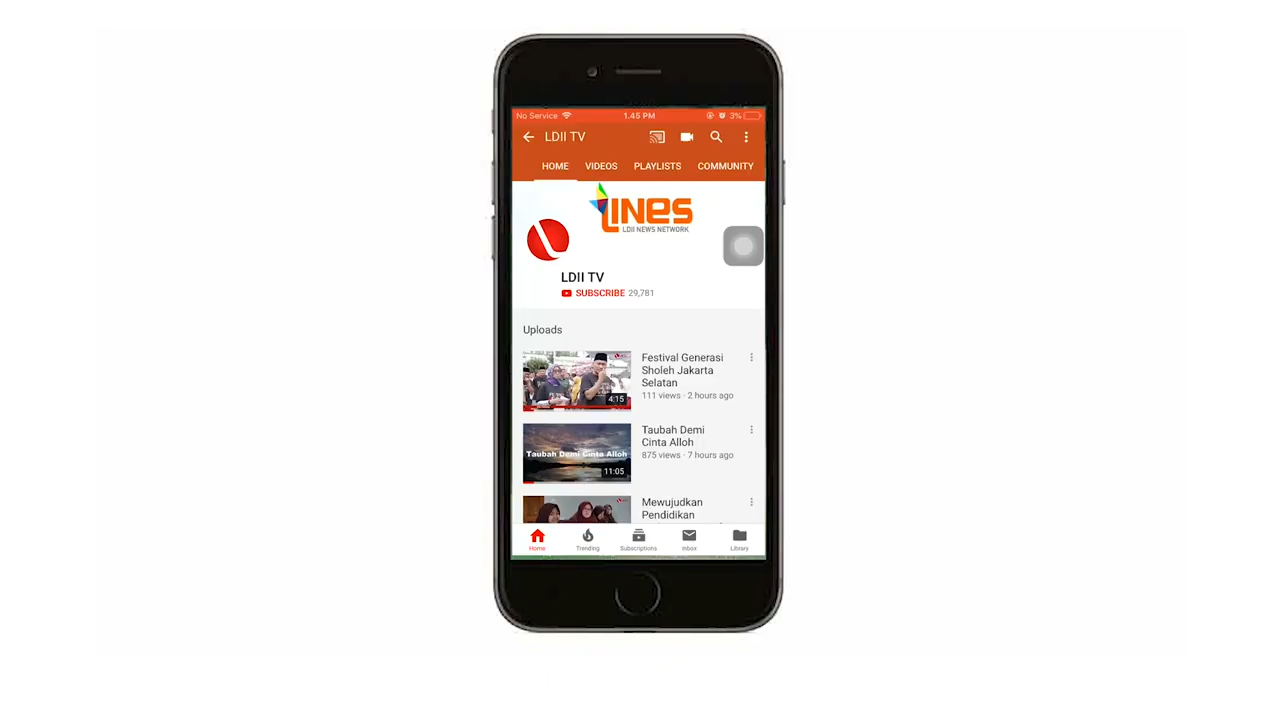 No Service 1.45 PM 3%
LDII TV
HOME VIDEOS PLAYLISTS COMMUNITY
LINES
LDII NEWS NETWORK
LDII TV
SUBSCRIBE 29,781
Uploads
4:15
Festival Generasi
Sholeh Jakarta
Selatan
111 views · 2 hours ago
Taubah Demi Cinta Alloh
11:05
Taubah Demi
Cinta Alloh
875 views · 7 hours ago
Mewujudkan
Pendidikan
Home Trending Subscriptions Inbox Library